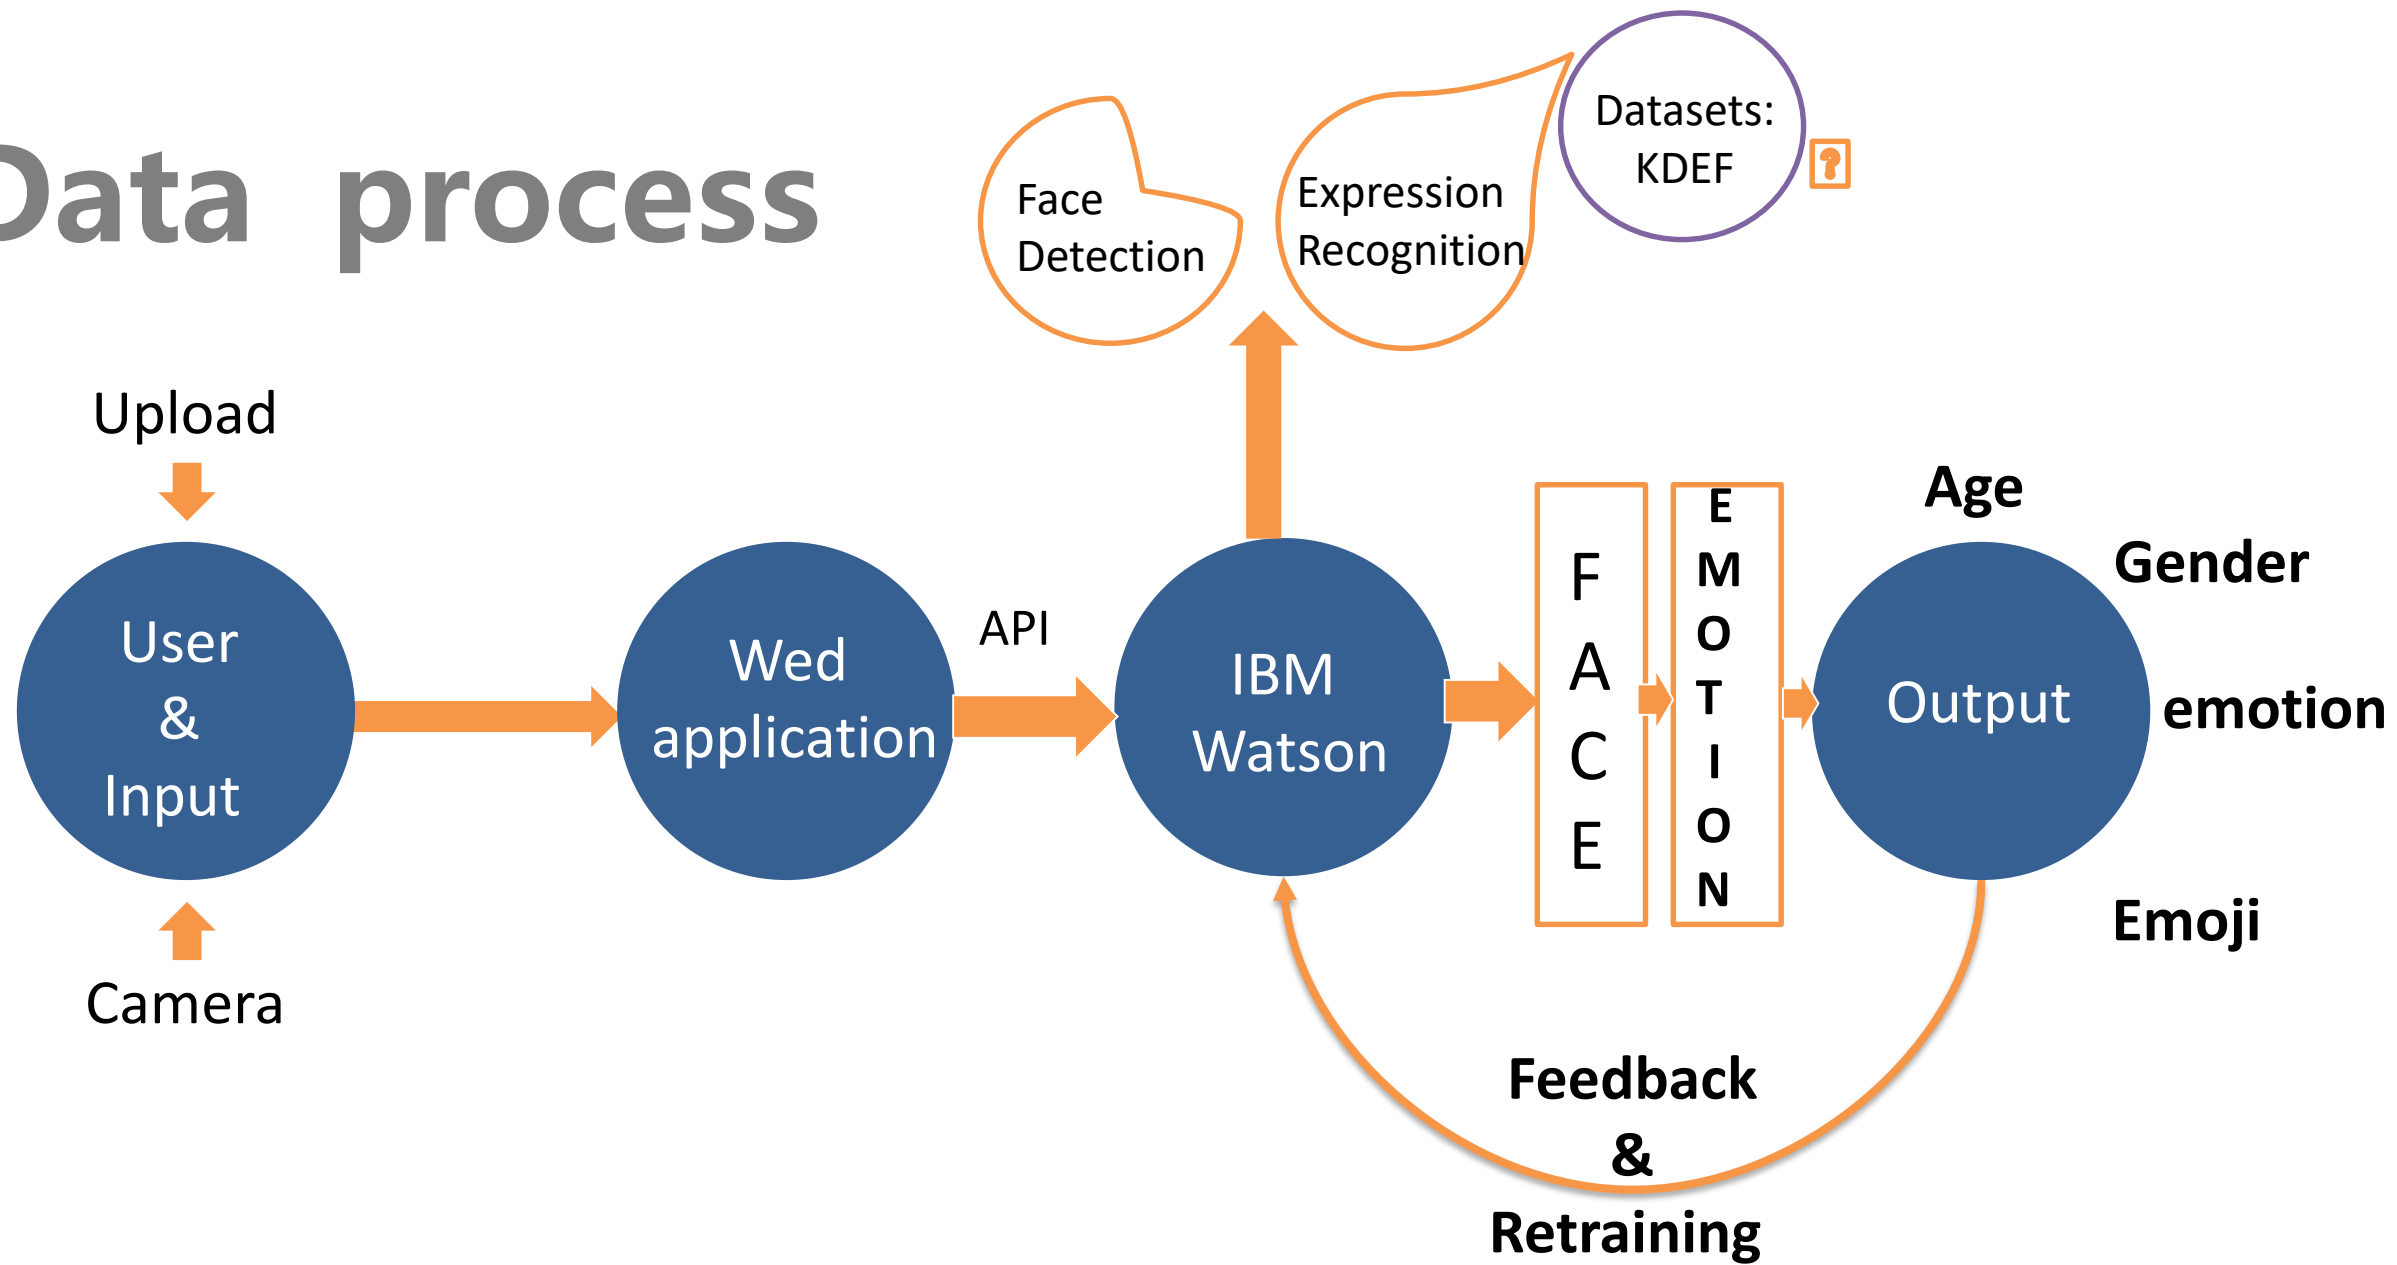 Data process
Face
Detection
Expression
Recognition
Datasets:
KDEF
?
Upload
User
&
Input
Camera
Wed
application
API
IBM
Watson
F
A
C
E
E
M
O
T
I
O
N
Output
Age
Gender
emotion
Emoji
Feedback
&
Retraining